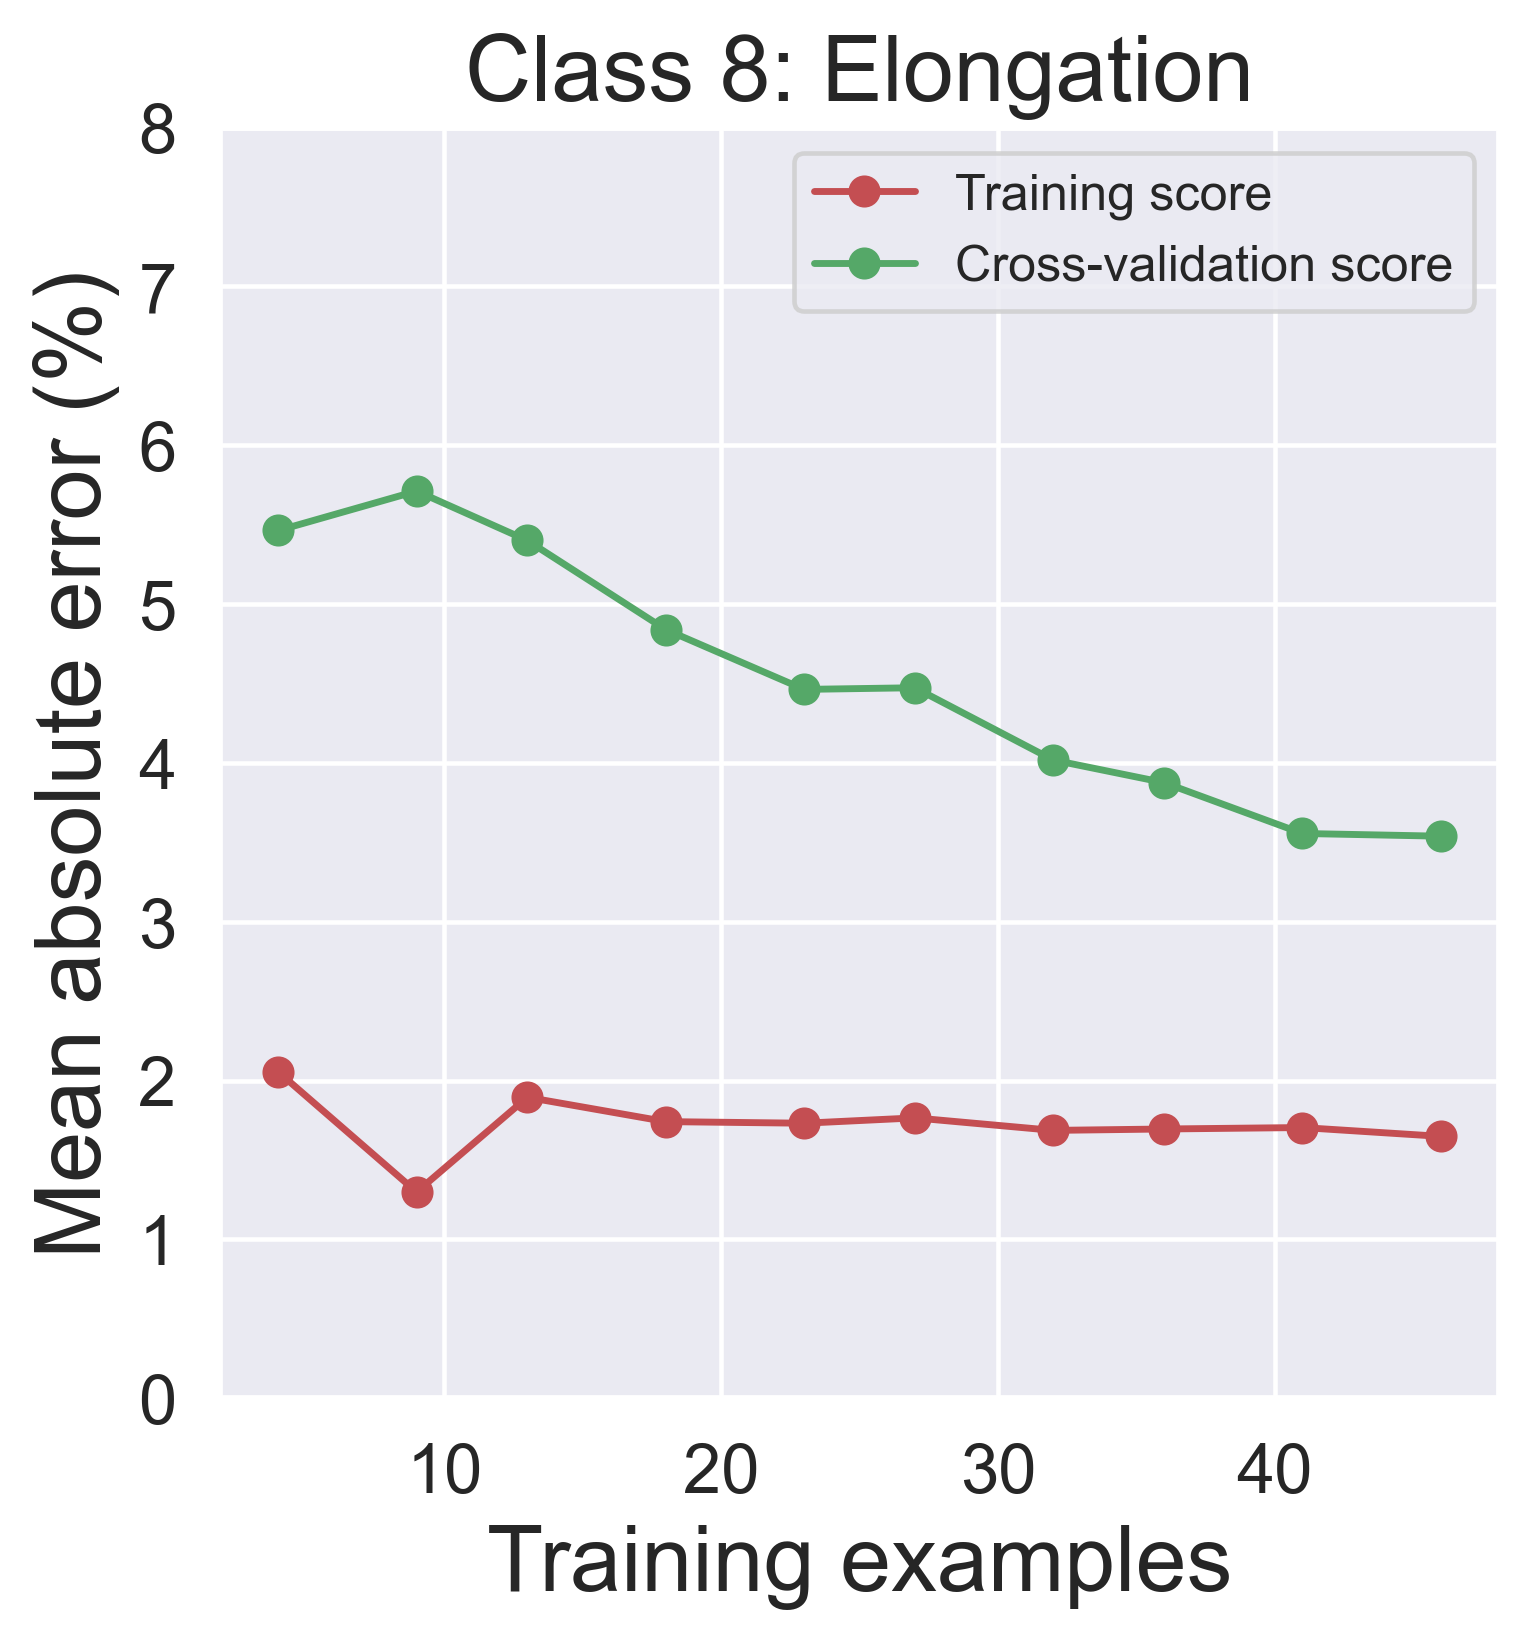 Class 8: Elongation
Training score
Cross-validation score
Mean absolute error (%)
8
7
6
5
4
3
2
1
0
10 20 30 40
Training examples